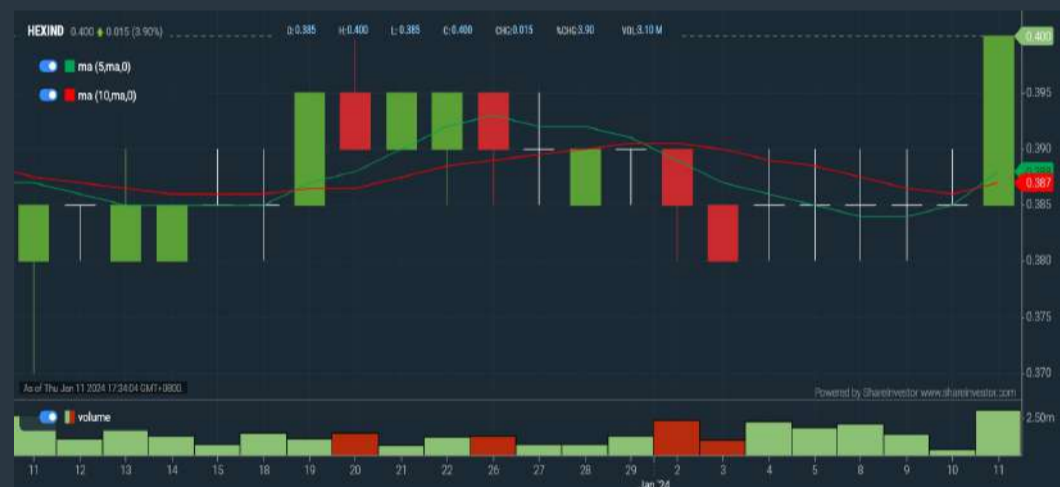 HEXIND 0.400 0.015 (3.90%) O:0.385 H:0.400 L:0.385 C:0.400 CHG:0.015 %CHG:3.90 VOL:3.10 M
ma (5,ma,0)
ma (10,ma,0)
0.400
0.395
0.390
0.387
0.385
0.380
0.375
0.370
As of Thu Jan 11 2024 17:34:04 GMT+0800
Powered by ShareInvestor www.shareinvestor.com
volume
2.50m
11 12 13 14 15 18 19 20 21 22 26 27 28 29 2 3 4 5 8 9 10 11
Jan '24